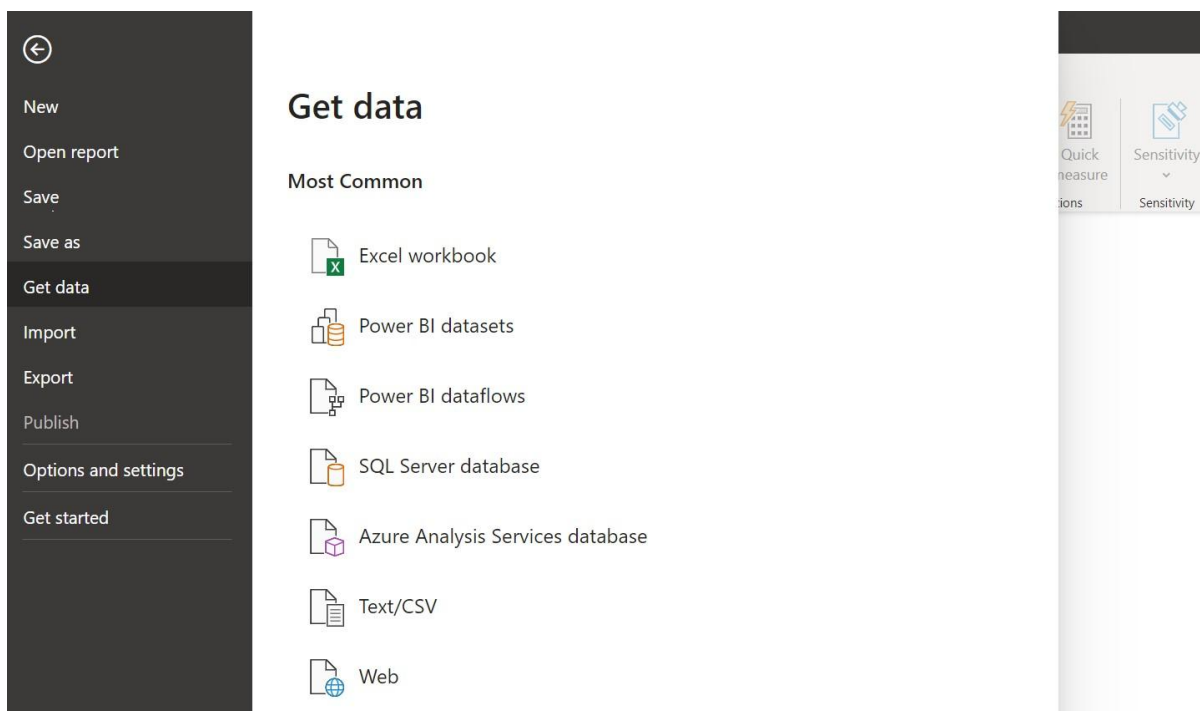 New
Open report
Save
Save as
Get data
Import
Export
Publish
Options and settings
Get started
Get data
Most Common
Excel workbook
Power BI datasets
Power BI dataflows
SQL Server database
Azure Analysis Services database
Text/CSV
Web
Quick
Sensitivity
Sensitivity